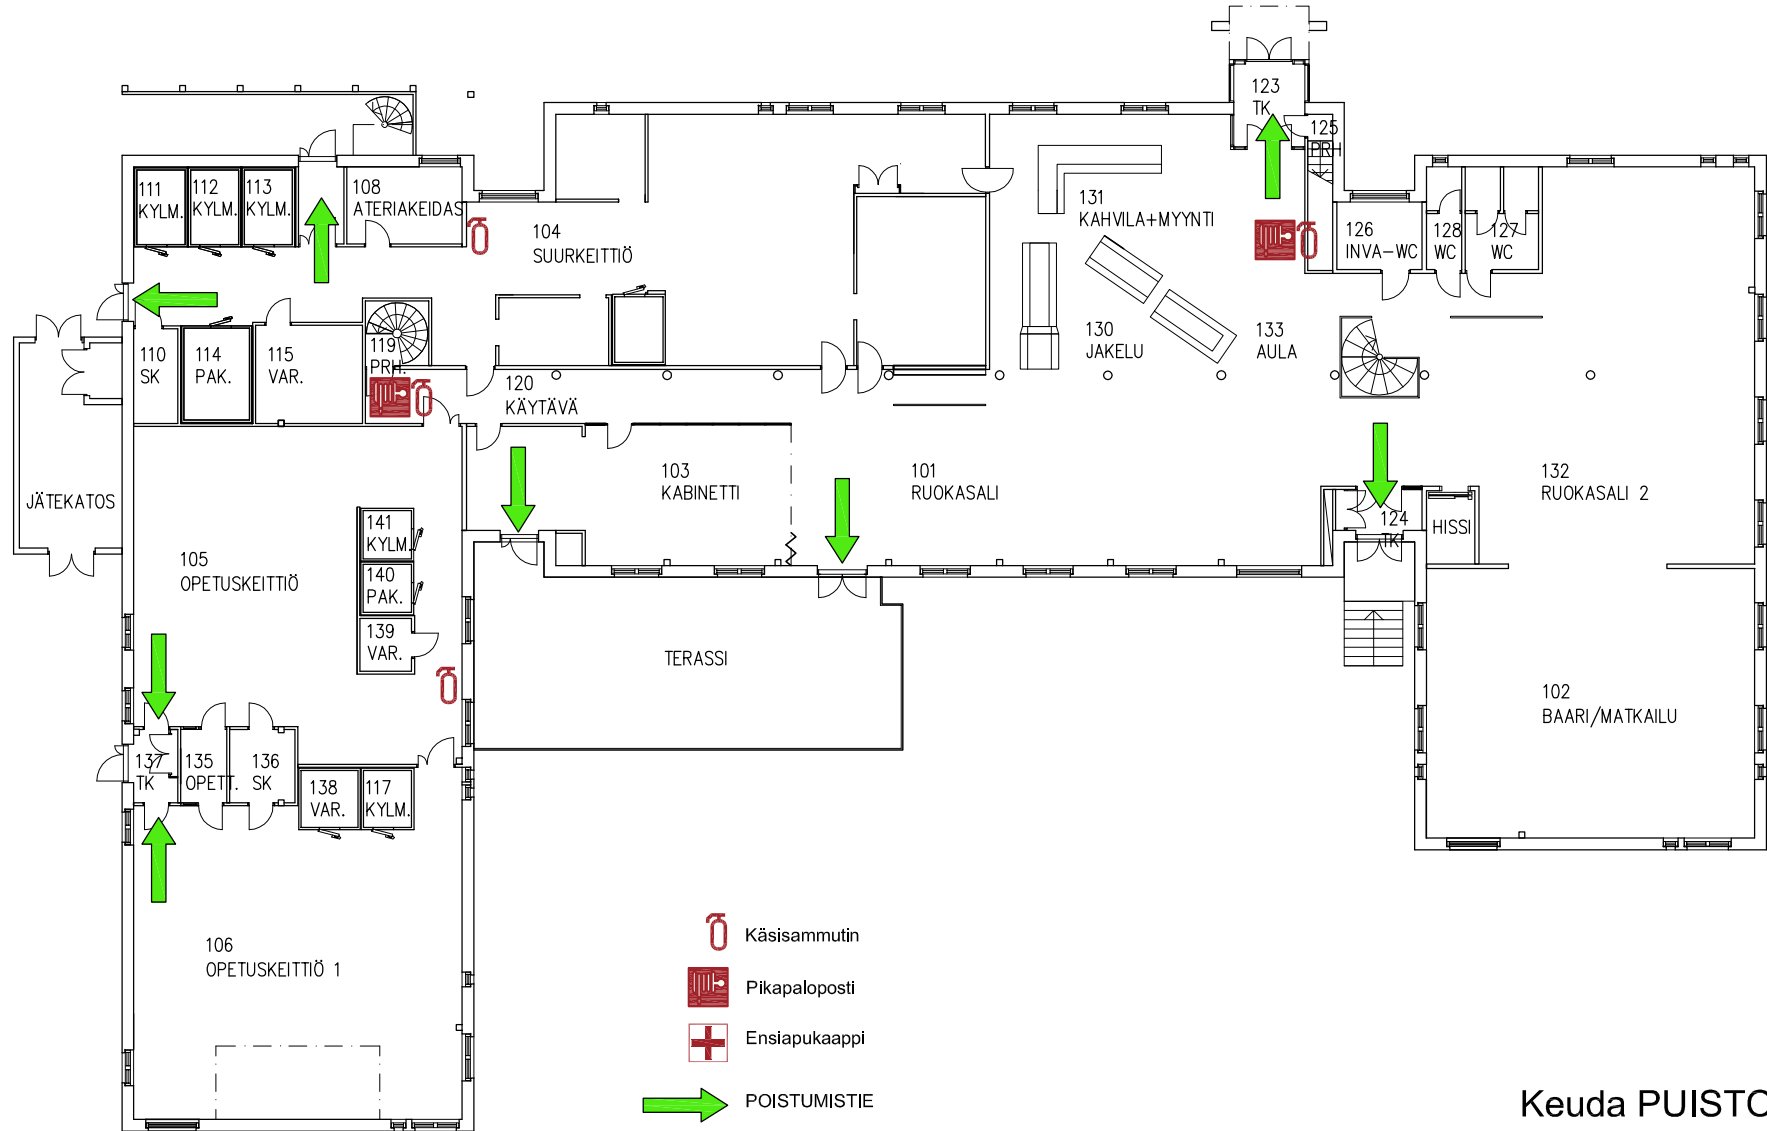 123
TK
125
PRH
111
KYLM.
112
KYLM.
113
KYLM.
108
ATERIAKEIDAS
104
SUURKEITTIÖ
131
KAHVILA+MYYNTI
126
INVA-WC
128
WC
127
WC
110
SK
114
PAK.
115
VAR.
119
PRH.
120
KÄYTÄVÄ
130
JAKELU
133
AULA
JÄTEKATOS
103
KABINETTI
101
RUOKASALI
132
RUOKASALI 2
124
TK
HISSI
141
KYLM.
140
PAK.
139
VAR.
105
OPETUSKEITTIÖ
TERASSI
102
BAARI/MATKAILU
137
TK
135
OPETT.
136
SK
138
VAR.
117
KYLM.
106
OPETUSKEITTIÖ 1
Käsisammutin
Pikapaloposti
Ensiapukaappi
POISTUMISTIE
Keuda PUISTO